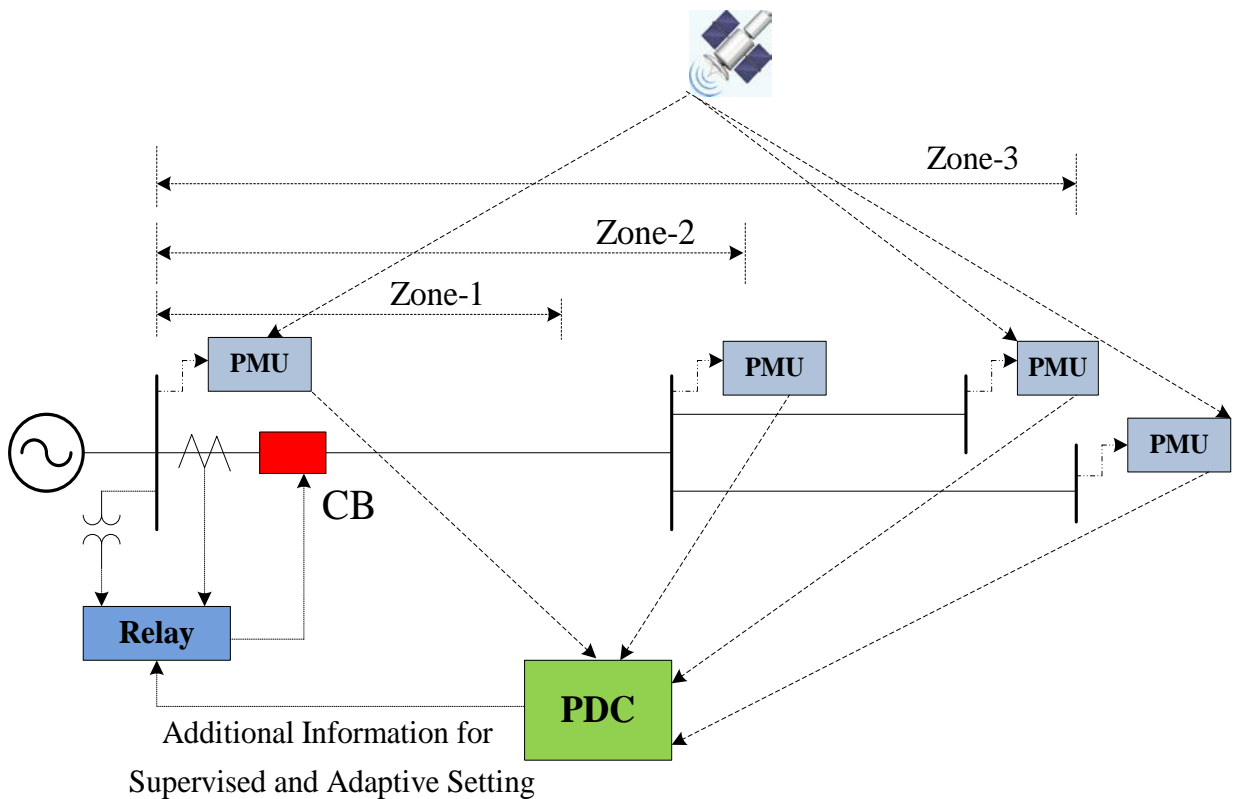 Zone-3
Zone-2
Zone-1
PMU
PMU
PMU
PMU
CB
Relay
PDC
Additional Information for
Supervised and Adaptive Setting